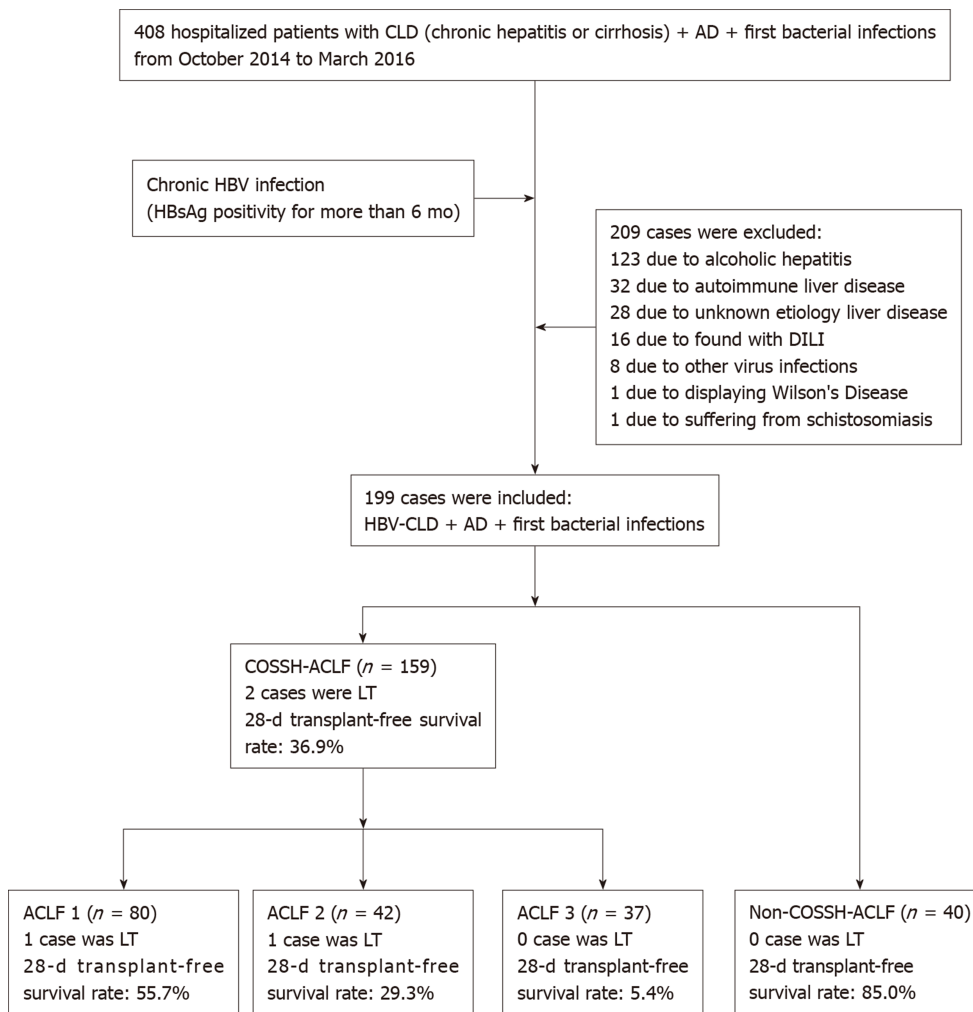 408 hospitalized patients with CLD (chronic hepatitis or cirrhosis) + AD + first bacterial infections
from October 2014 to March 2016
Chronic HBV infection
(HBsAg positivity for more than 6 mo)
209 cases were excluded:
123 due to alcoholic hepatitis
32 due to autoimmune liver disease
28 due to unknown etiology liver disease
16 due to found with DILI
8 due to other virus infections
1 due to displaying Wilson's Disease
1 due to suffering from schistosomiasis
199 cases were included:
HBV-CLD + AD + first bacterial infections
COSSH-ACLF (n = 159)
2 cases were LT
28-d transplant-free survival
rate: 36.9%
ACLF 1 (n = 80)
1 case was LT
28-d transplant-free
survival rate: 55.7%
ACLF 2 (n = 42)
1 case was LT
28-d transplant-free
survival rate: 29.3%
ACLF 3 (n = 37)
0 case was LT
28-d transplant-free
survival rate: 5.4%
Non-COSSH-ACLF (n = 40)
0 case was LT
28-d transplant-free
survival rate: 85.0%